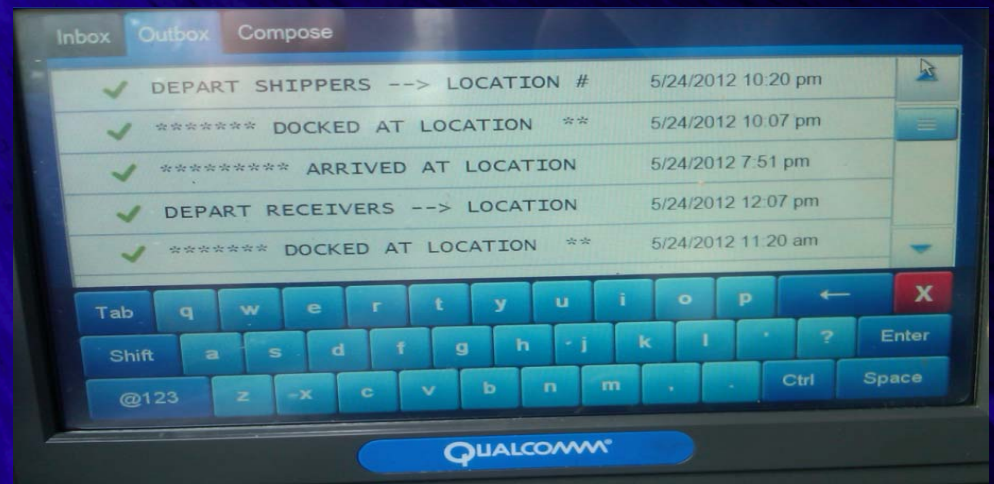 Inbox Outbox Compose
DEPART SHIPPERS --> LOCATION # 5/24/2012 10:20 pm
******* DOCKED AT LOCATION ** 5/24/2012 10:07 pm
********* ARRIVED AT LOCATION 5/24/2012 7:51 pm
DEPART RECEIVERS --> LOCATION 5/24/2012 12:07 pm
******* DOCKED AT LOCATION ** 5/24/2012 11:20 am
Tab q w e r t y u i o p ← X
Shift a s d f g h j k l ' ? Enter
@123 z x c v b n m , . Ctrl Space
QUALCOMM®